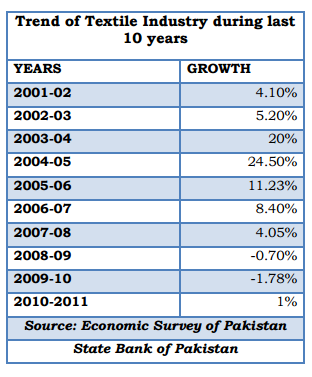 Trend of Textile Industry during last
10 years
YEARS GROWTH
2001-02 4.10%
2002-03 5.20%
2003-04 20%
2004-05 24.50%
2005-06 11.23%
2006-07 8.40%
2007-08 4.05%
2008-09 -0.70%
2009-10 -1.78%
2010-2011 1%
Source: Economic Survey of Pakistan
State Bank of Pakistan